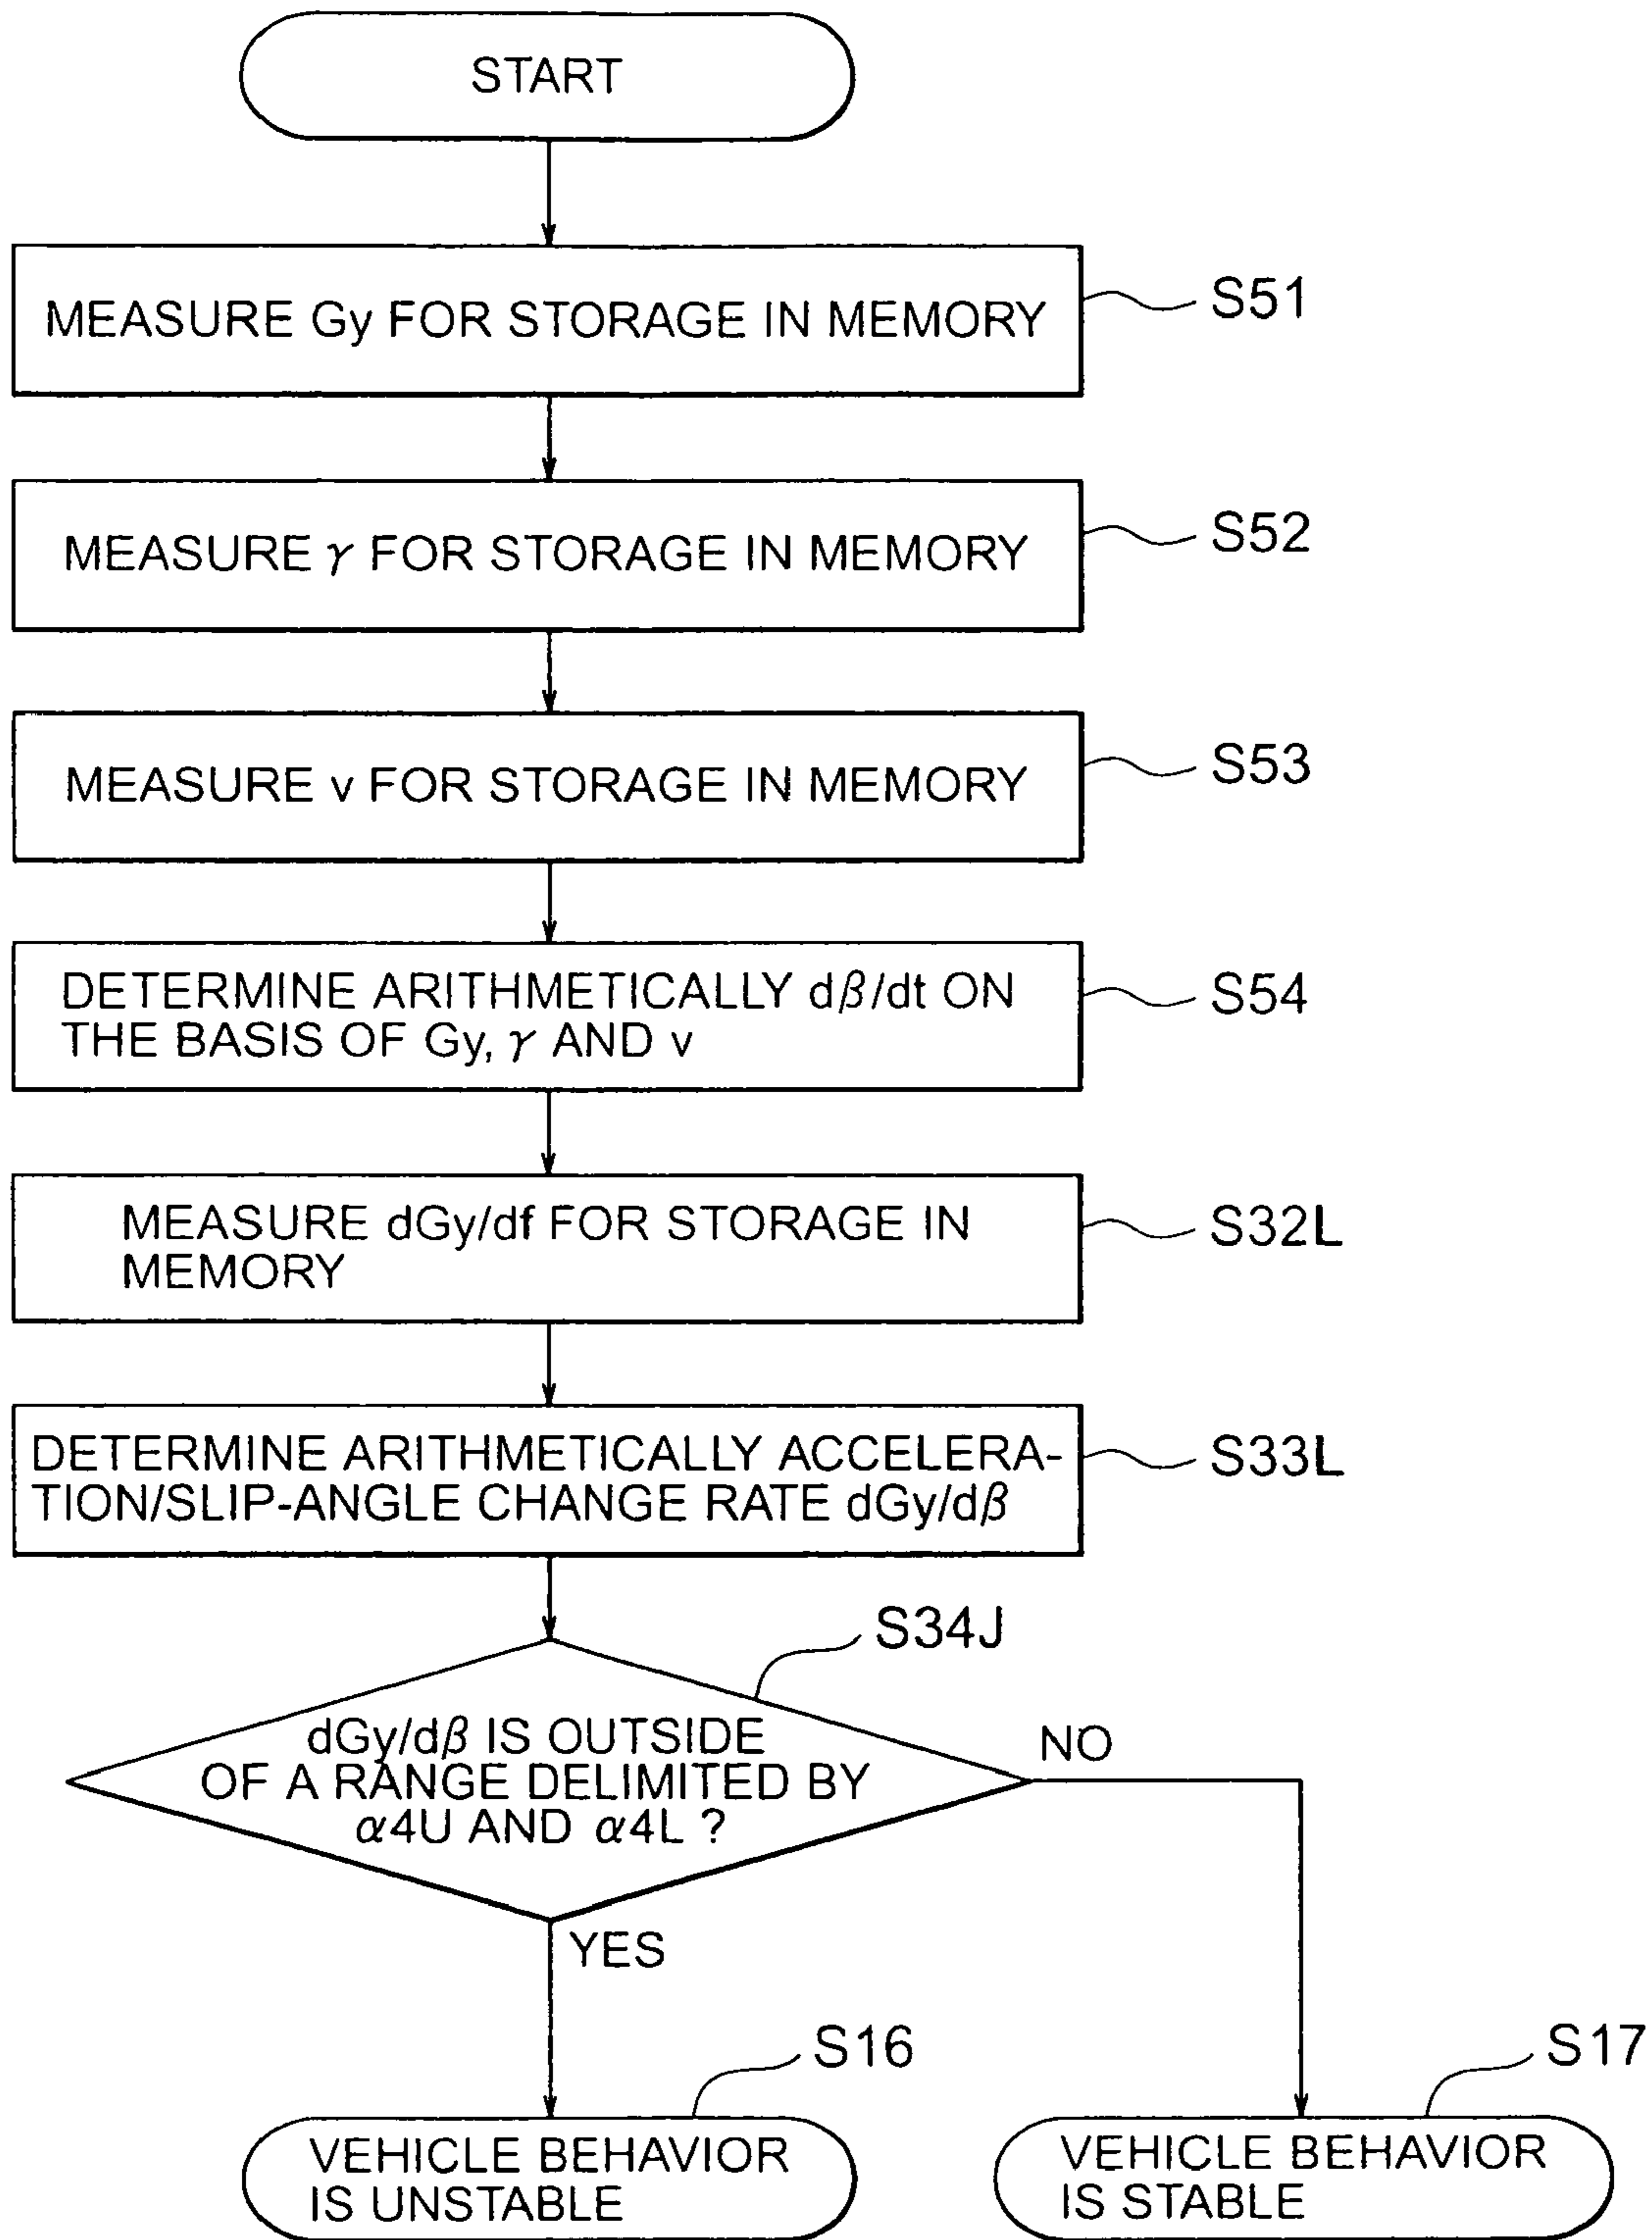 START
MEASURE Gy FOR STORAGE IN MEMORY
S51
MEASURE γ FOR STORAGE IN MEMORY
S52
MEASURE v FOR STORAGE IN MEMORY
S53
DETERMINE ARITHMETICALLY dβ/dt ON
THE BASIS OF Gy, γ AND v
S54
MEASURE dGy/df FOR STORAGE IN
MEMORY
S32L
DETERMINE ARITHMETICALLY ACCELERA-
TION/SLIP-ANGLE CHANGE RATE dGy/dβ
S33L
S34J
dGy/dβ IS OUTSIDE
OF A RANGE DELIMITED BY
α4U AND α4L ?
NO
YES
S16
VEHICLE BEHAVIOR
IS UNSTABLE
S17
VEHICLE BEHAVIOR
IS STABLE